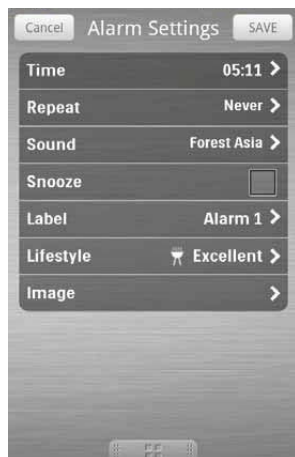 Cancel Alarm Settings SAVE
Time 05:11
Repeat Never
Sound Forest Asia
Snooze
Label Alarm 1
Lifestyle Excellent
Image